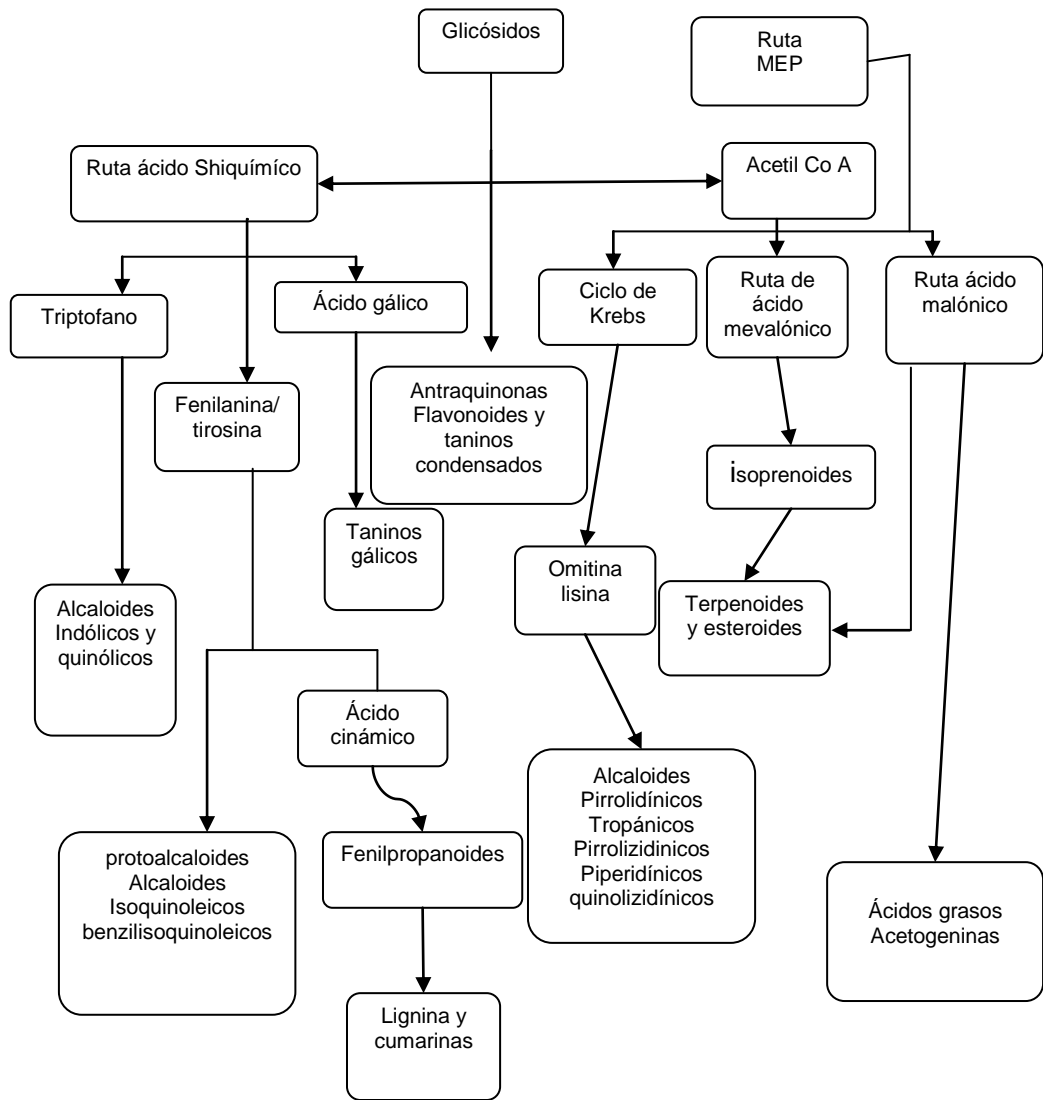 Glicósidos
Ruta
MEP
Ruta ácido Shiquímíco
Acetil Co A
Triptofano
Ácido gálico
Ciclo de
Krebs
Ruta de
ácido
mevalónico
Ruta ácido
malónico
Fenilanina/
tirosina
Antraquinonas
Flavonoides y
taninos
condensados
isoprenoides
Taninos
gálicos
Omitina
lisina
Terpenoides
y esteroides
Alcaloides
Indólicos y
quinólicos
Ácido
cinámico
Alcaloides
Pirrolidínicos
Tropánicos
Pirrolizidinicos
Piperidínicos
quinolizidínicos
protoalcaloides
Alcaloides
Isoquinoleicos
benzilisoquinoleicos
Fenilpropanoides
Ácidos grasos
Acetogeninas
Lignina y
cumarinas